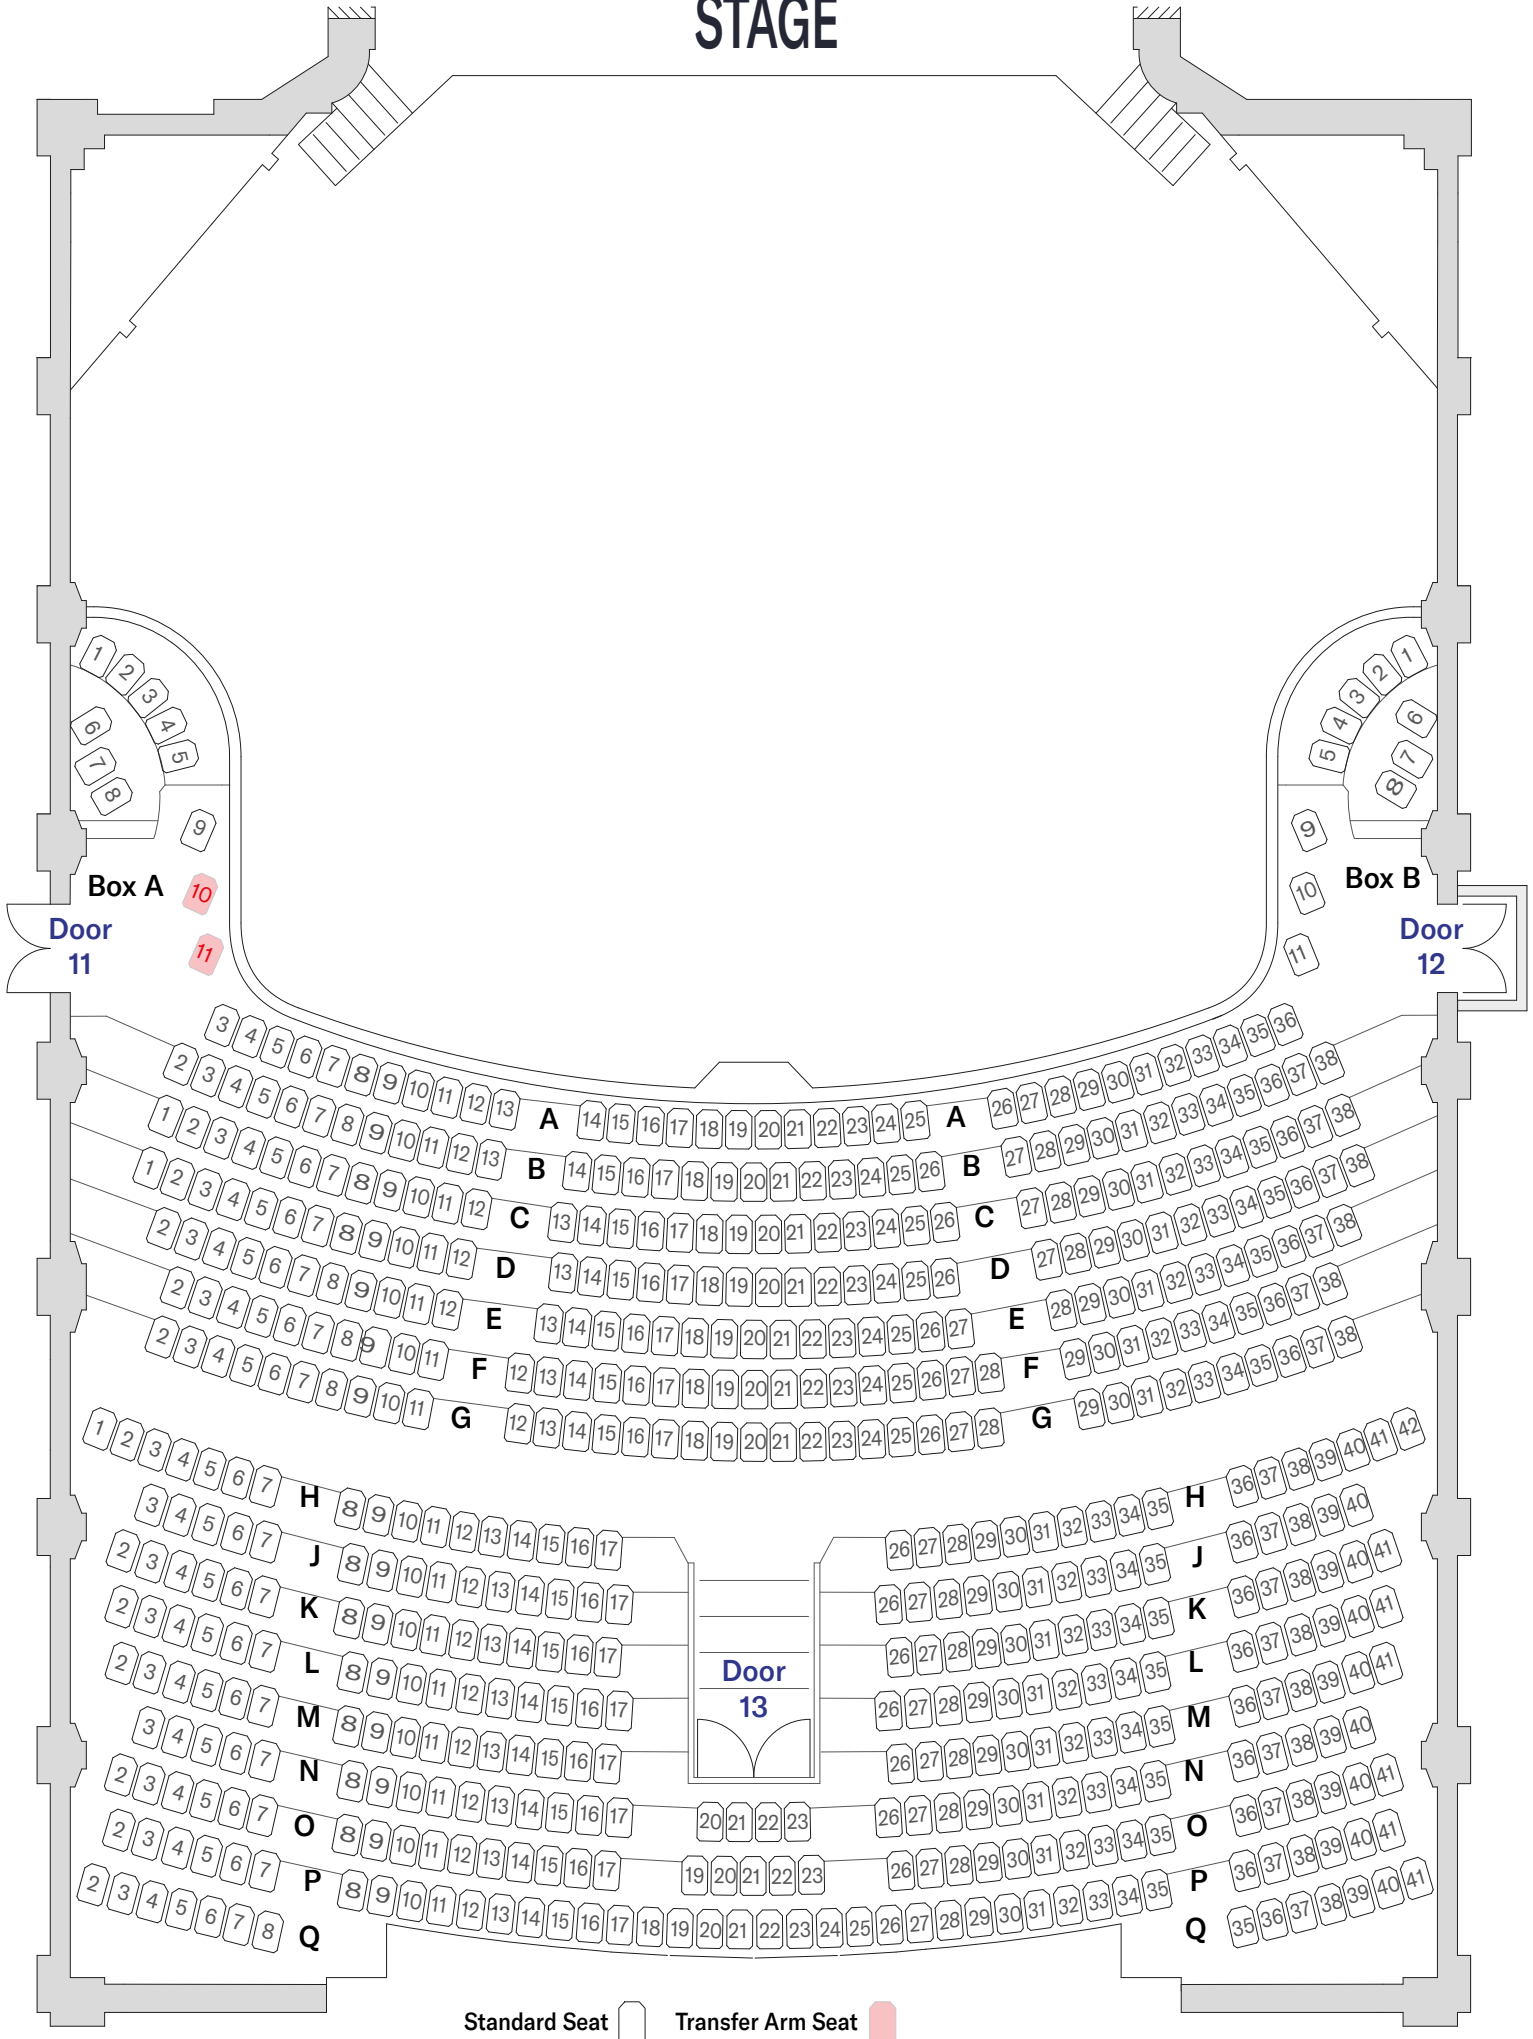 STAGE
1 2 3 4 5
6 7 8
9
10
11
Box A
Door
11
1 2 3 4 5
6 7 8
9
10
11
Box B
Door
12
3 4 5 6 7 8 9 10 11 12 13 A 14 15 16 17 18 19 20 21 22 23 24 25 A 26 27 28 29 30 31 32 33 34 35 36
2 3 4 5 6 7 8 9 10 11 12 13 B 14 15 16 17 18 19 20 21 22 23 24 25 26 B 27 28 29 30 31 32 33 34 35 36 37 38
1 2 3 4 5 6 7 8 9 10 11 12 C 13 14 15 16 17 18 19 20 21 22 23 24 25 26 C 27 28 29 30 31 32 33 34 35 36 37 38
1 2 3 4 5 6 7 8 9 10 11 12 D 13 14 15 16 17 18 19 20 21 22 23 24 25 26 D 27 28 29 30 31 32 33 34 35 36 37 38
2 3 4 5 6 7 8 9 10 11 12 E 13 14 15 16 17 18 19 20 21 22 23 24 25 26 27 E 28 29 30 31 32 33 34 35 36 37 38
2 3 4 5 6 7 8 9 10 11 F 12 13 14 15 16 17 18 19 20 21 22 23 24 25 26 27 28 F 29 30 31 32 33 34 35 36 37 38
2 3 4 5 6 7 8 9 10 11 G 12 13 14 15 16 17 18 19 20 21 22 23 24 25 26 27 28 G 29 30 31 32 33 34 35 36 37 38
1 2 3 4 5 6 7 H 8 9 10 11 12 13 14 15 16 17 26 27 28 29 30 31 32 33 34 35 H 36 37 38 39 40 41 42
3 4 5 6 7 J 8 9 10 11 12 13 14 15 16 17 26 27 28 29 30 31 32 33 34 35 J 36 37 38 39 40
2 3 4 5 6 7 K 8 9 10 11 12 13 14 15 16 17 26 27 28 29 30 31 32 33 34 35 K 36 37 38 39 40 41
2 3 4 5 6 7 L 8 9 10 11 12 13 14 15 16 17 26 27 28 29 30 31 32 33 34 35 L 36 37 38 39 40 41
Door
13
2 3 4 5 6 7 M 8 9 10 11 12 13 14 15 16 17 26 27 28 29 30 31 32 33 34 35 M 36 37 38 39 40 41
3 4 5 6 7 N 8 9 10 11 12 13 14 15 16 17 20 21 22 23 26 27 28 29 30 31 32 33 34 35 N 36 37 38 39 40
2 3 4 5 6 7 O 8 9 10 11 12 13 14 15 16 17 19 20 21 22 23 26 27 28 29 30 31 32 33 34 35 O 36 37 38 39 40 41
2 3 4 5 6 7 P 8 9 10 11 12 13 14 15 16 17 18 19 20 21 22 23 24 25 26 27 28 29 30 31 32 33 34 35 P 36 37 38 39 40 41
2 3 4 5 6 7 8 Q Q 35 36 37 38 39 40 41
Standard Seat Transfer Arm Seat